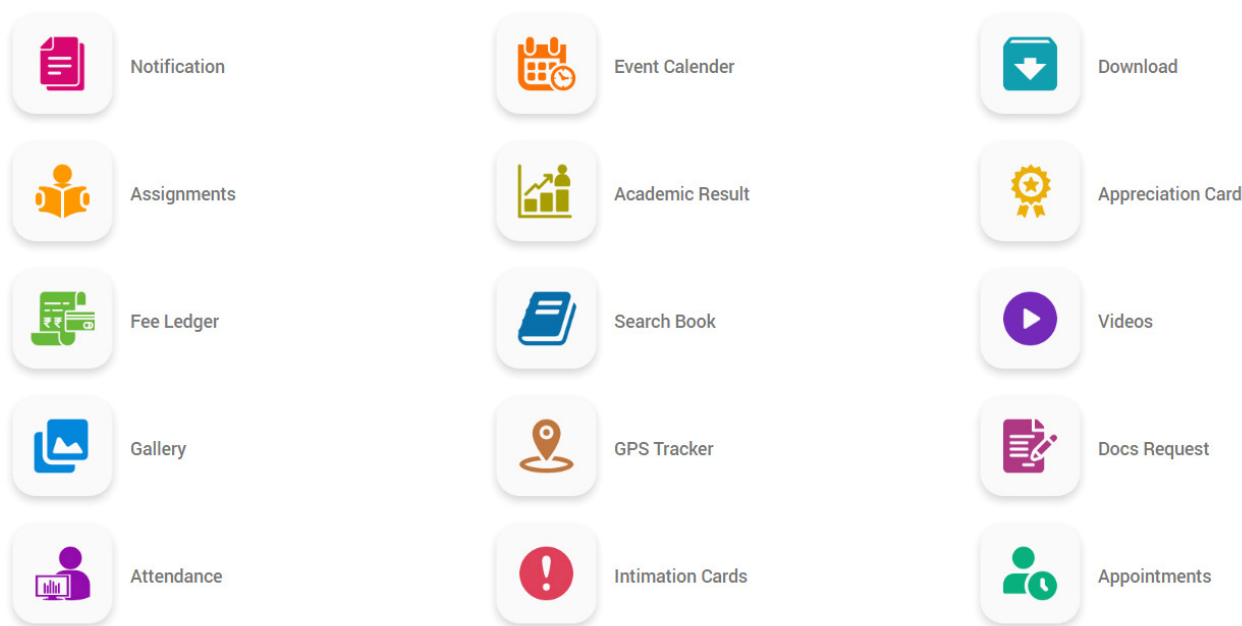 Notification
Event Calender
Download
Assignments
Academic Result
Appreciation Card
Fee Ledger
Search Book
Videos
Gallery
GPS Tracker
Docs Request
Attendance
Intimation Cards
Appointments